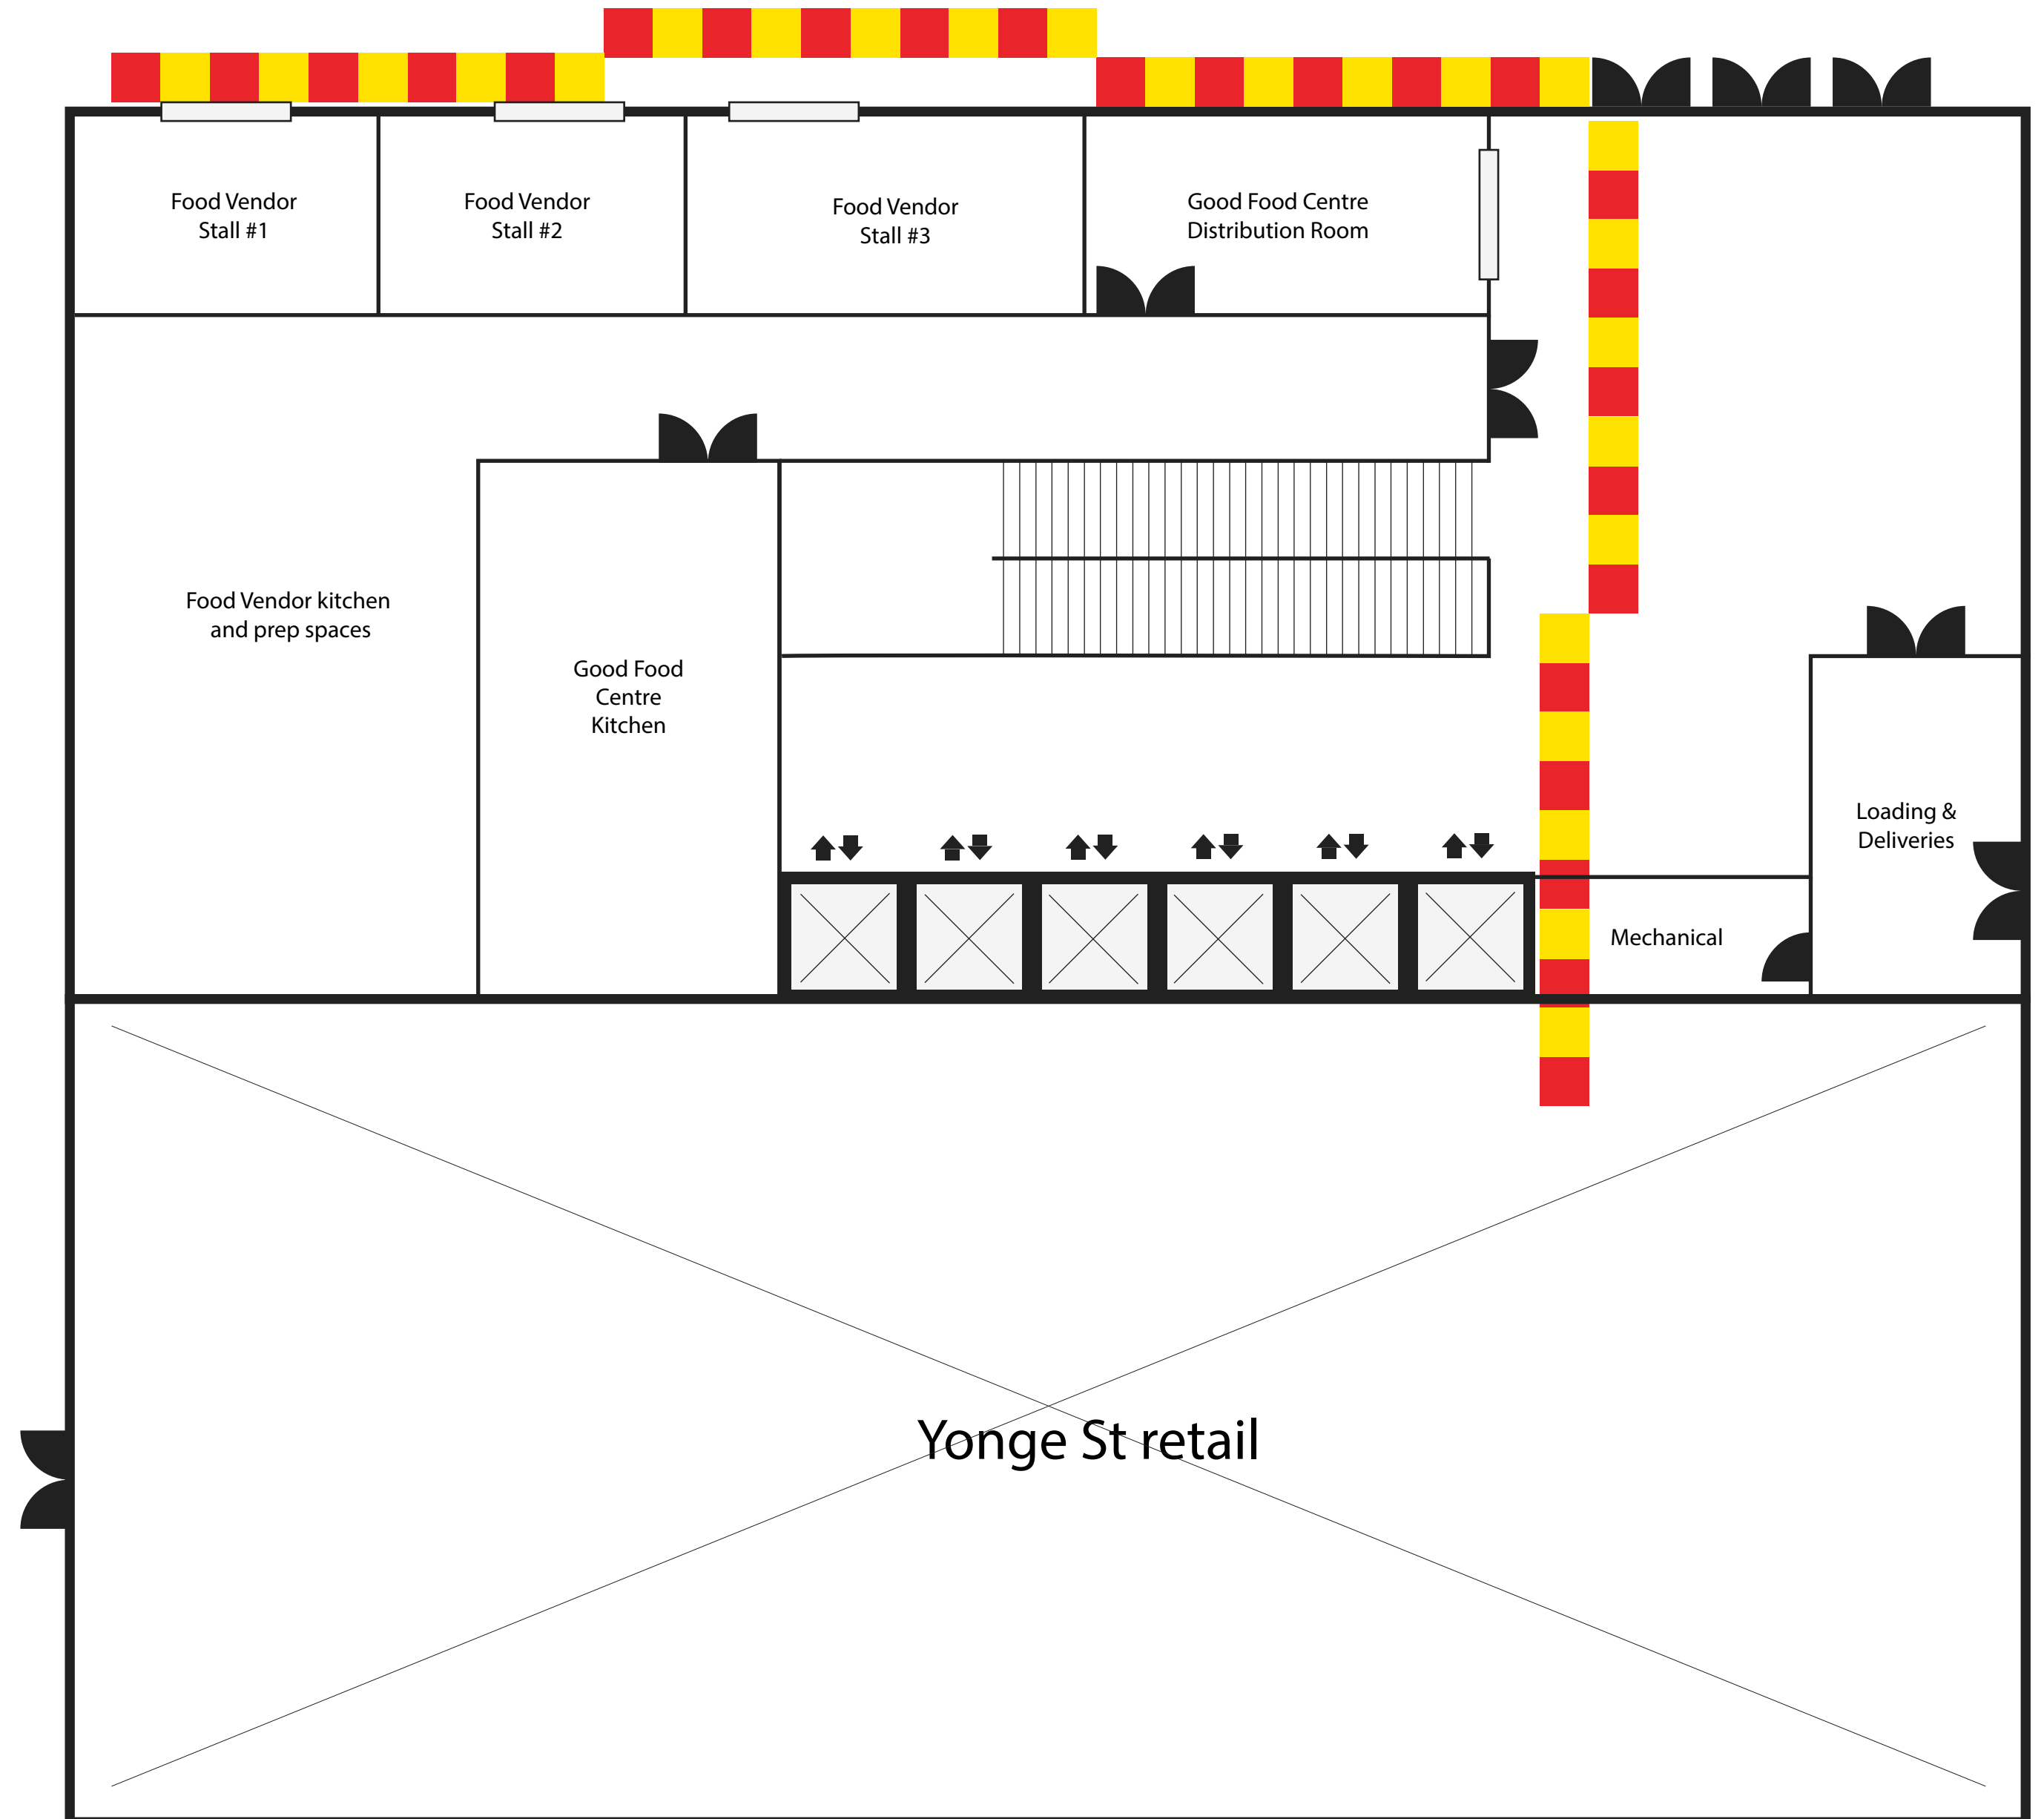 Food Vendor
Stall #1
Food Vendor
Stall #2
Food Vendor
Stall #3
Good Food Centre
Distribution Room
Food Vendor kitchen
and prep spaces
Good Food
Centre
Kitchen
Loading &
Deliveries
Mechanical
Yonge St retail